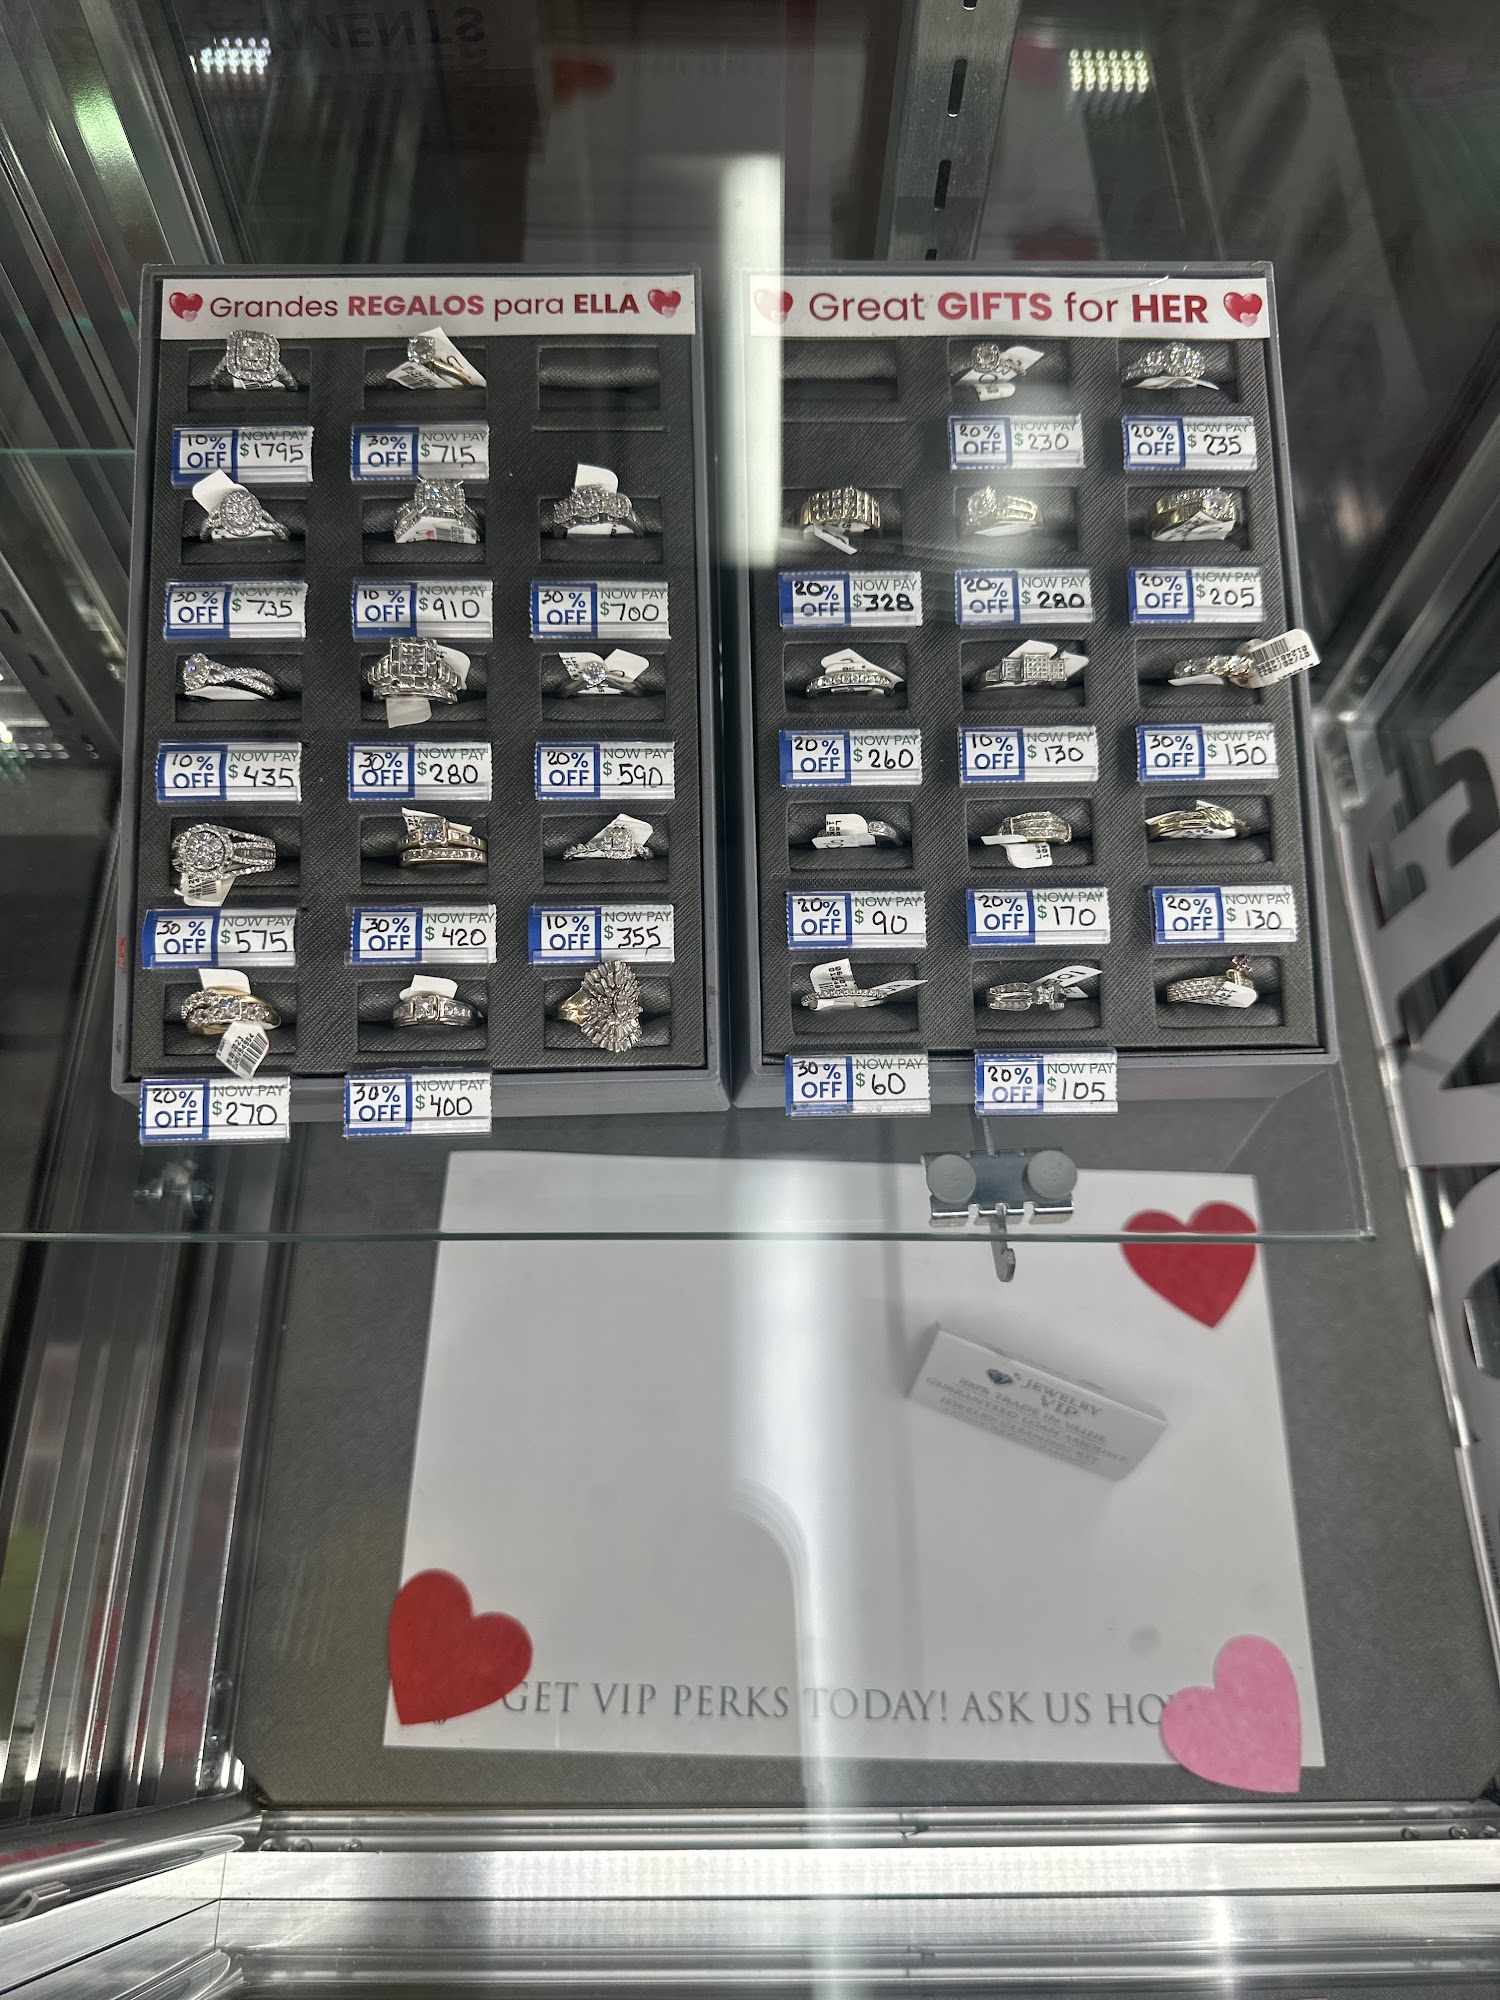 Grandes REGALOS para ELLA
10% OFF NOW PAY $1795
30% OFF NOW PAY $715
30% OFF NOW PAY $735
10% OFF NOW PAY $910
30% OFF NOW PAY $700
10% OFF NOW PAY $435
30% OFF NOW PAY $280
20% OFF NOW PAY $590
30% OFF NOW PAY $575
30% OFF NOW PAY $420
10% OFF NOW PAY $355
20% OFF NOW PAY $270
30% OFF NOW PAY $400
Great GIFTS for HER
20% OFF NOW PAY $230
20% OFF NOW PAY $235
20% OFF NOW PAY $328
20% OFF NOW PAY $280
20% OFF NOW PAY $205
20% OFF NOW PAY $260
10% OFF NOW PAY $130
30% OFF NOW PAY $150
20% OFF NOW PAY $90
20% OFF NOW PAY $170
20% OFF NOW PAY $130
30% OFF NOW PAY $60
20% OFF NOW PAY $105
JEWELRY
VIP
100% TRADE IN VALUE
GUARANTEED LOAN AMOUNT
GET VIP PERKS TODAY! ASK US HO